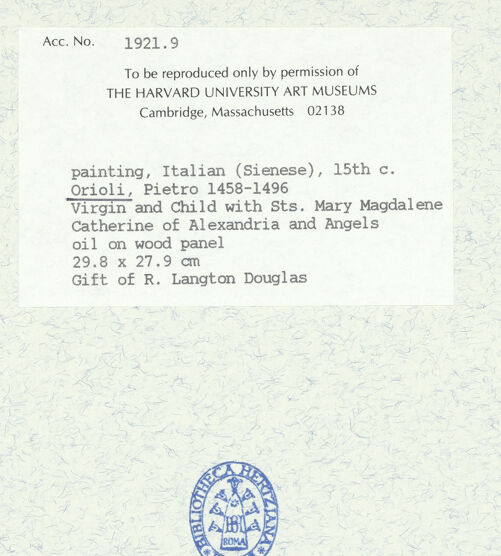 Acc. No. 1921.9
To be reproduced only by permission of
THE HARVARD UNIVERSITY ART MUSEUMS
Cambridge, Massachusetts 02138
painting, Italian (Sienese), 15th c.
Orioli, Pietro 1458-1496
Virgin and Child with Sts. Mary Magdalene
Catherine of Alexandria and Angels
oil on wood panel
29.8 x 27.9 cm
Gift of R. Langton Douglas
BIBLIOTHECA HERTZIANA
BH
ROMA